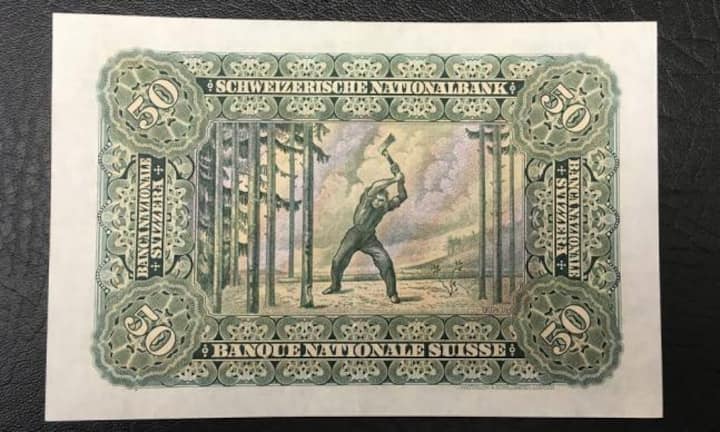 50
SCHWEIZERISCHE NATIONALBANK
50
BANCA NAZIONALE
SVIZZERA
BANCA NAZIONALE
SVIZZERA
50
BANQUE NATIONALE SUISSE
50